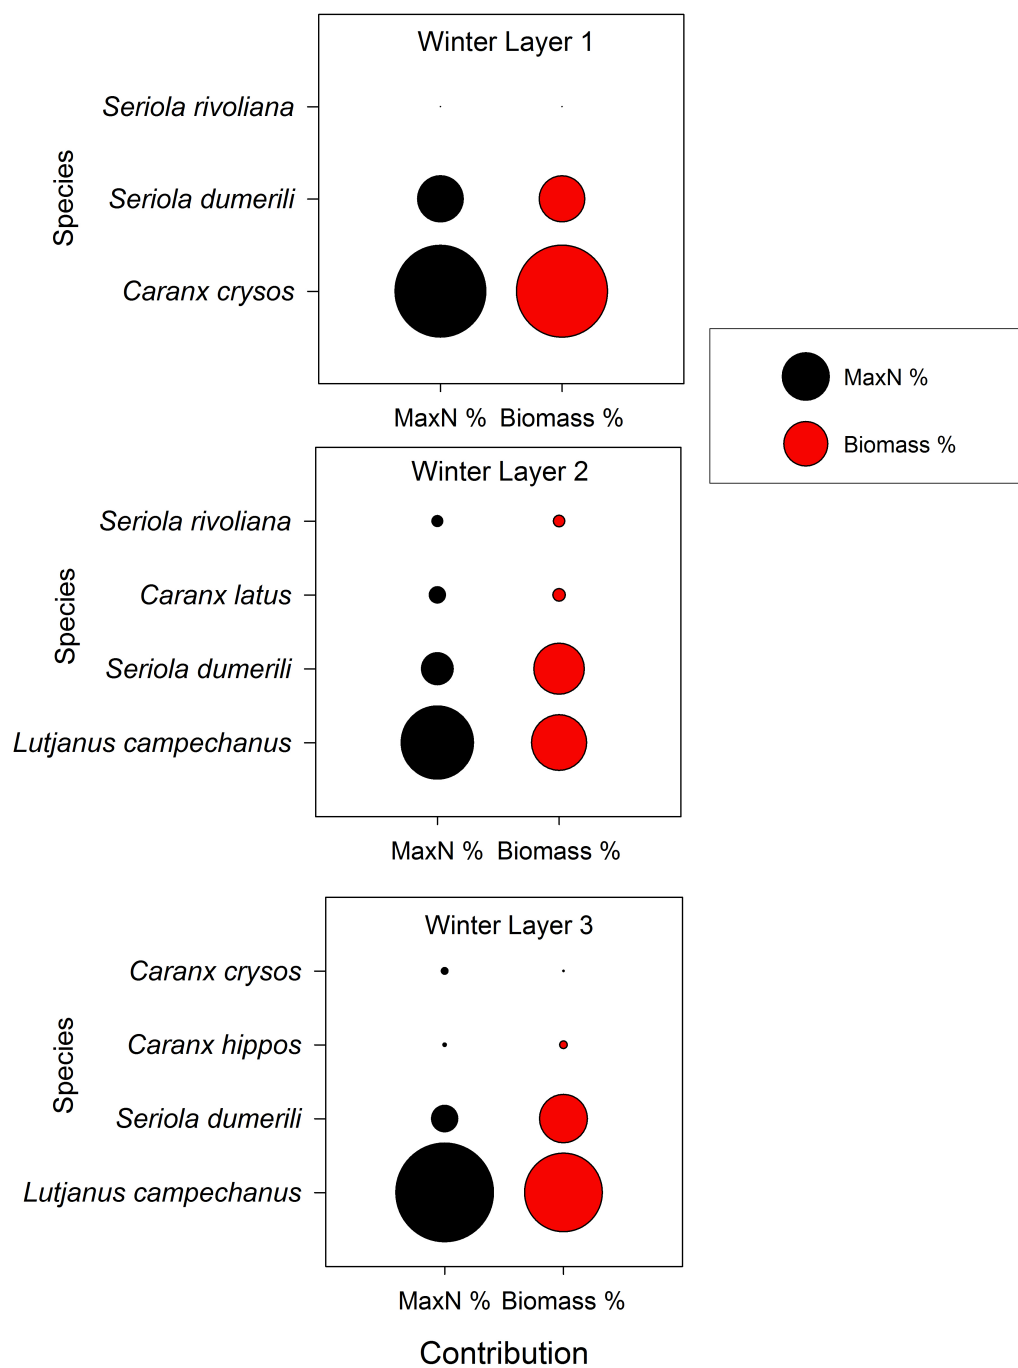 Winter Layer 1
Seriola rivoliana
Seriola dumerili
Caranx crysos
Species
MaxN % Biomass %
MaxN %
Biomass %
Winter Layer 2
Seriola rivoliana
Caranx latus
Seriola dumerili
Lutjanus campechanus
Species
MaxN % Biomass %
Winter Layer 3
Caranx crysos
Caranx hippos
Seriola dumerili
Lutjanus campechanus
Species
MaxN % Biomass %
Contribution